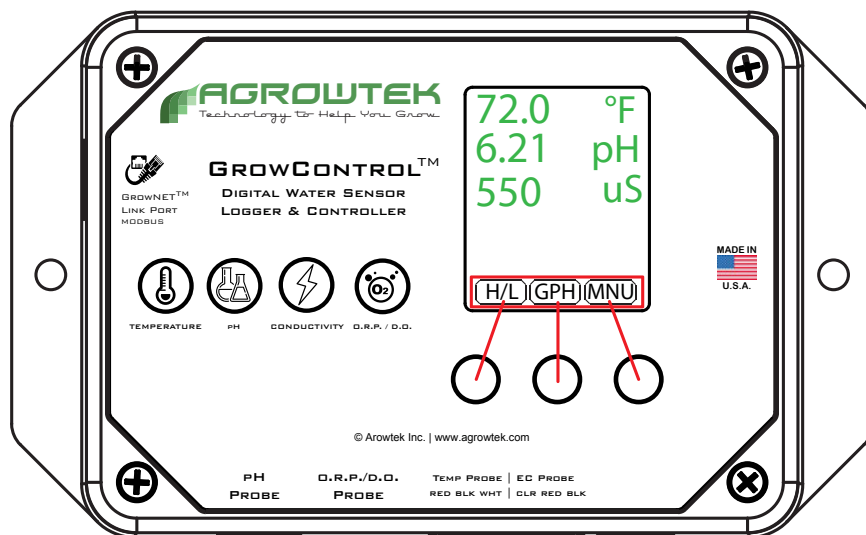 AGROWTEK
Technology to Help You Grow
GROWNET™
LINK PORT
MODBUS
GROWCONTROL™
DIGITAL WATER SENSOR
LOGGER & CONTROLLER
TEMPERATURE
pH
CONDUCTIVITY
O.R.P. / D.O.
O2
72.0 °F
6.21 pH
550 uS
H/L GPH MNU
MADE IN
U.S.A.
© Arowtek Inc. | www.agrowtek.com
pH
PROBE
O.R.P./D.O.
PROBE
TEMP PROBE | EC PROBE
RED BLK WHT | CLR RED BLK